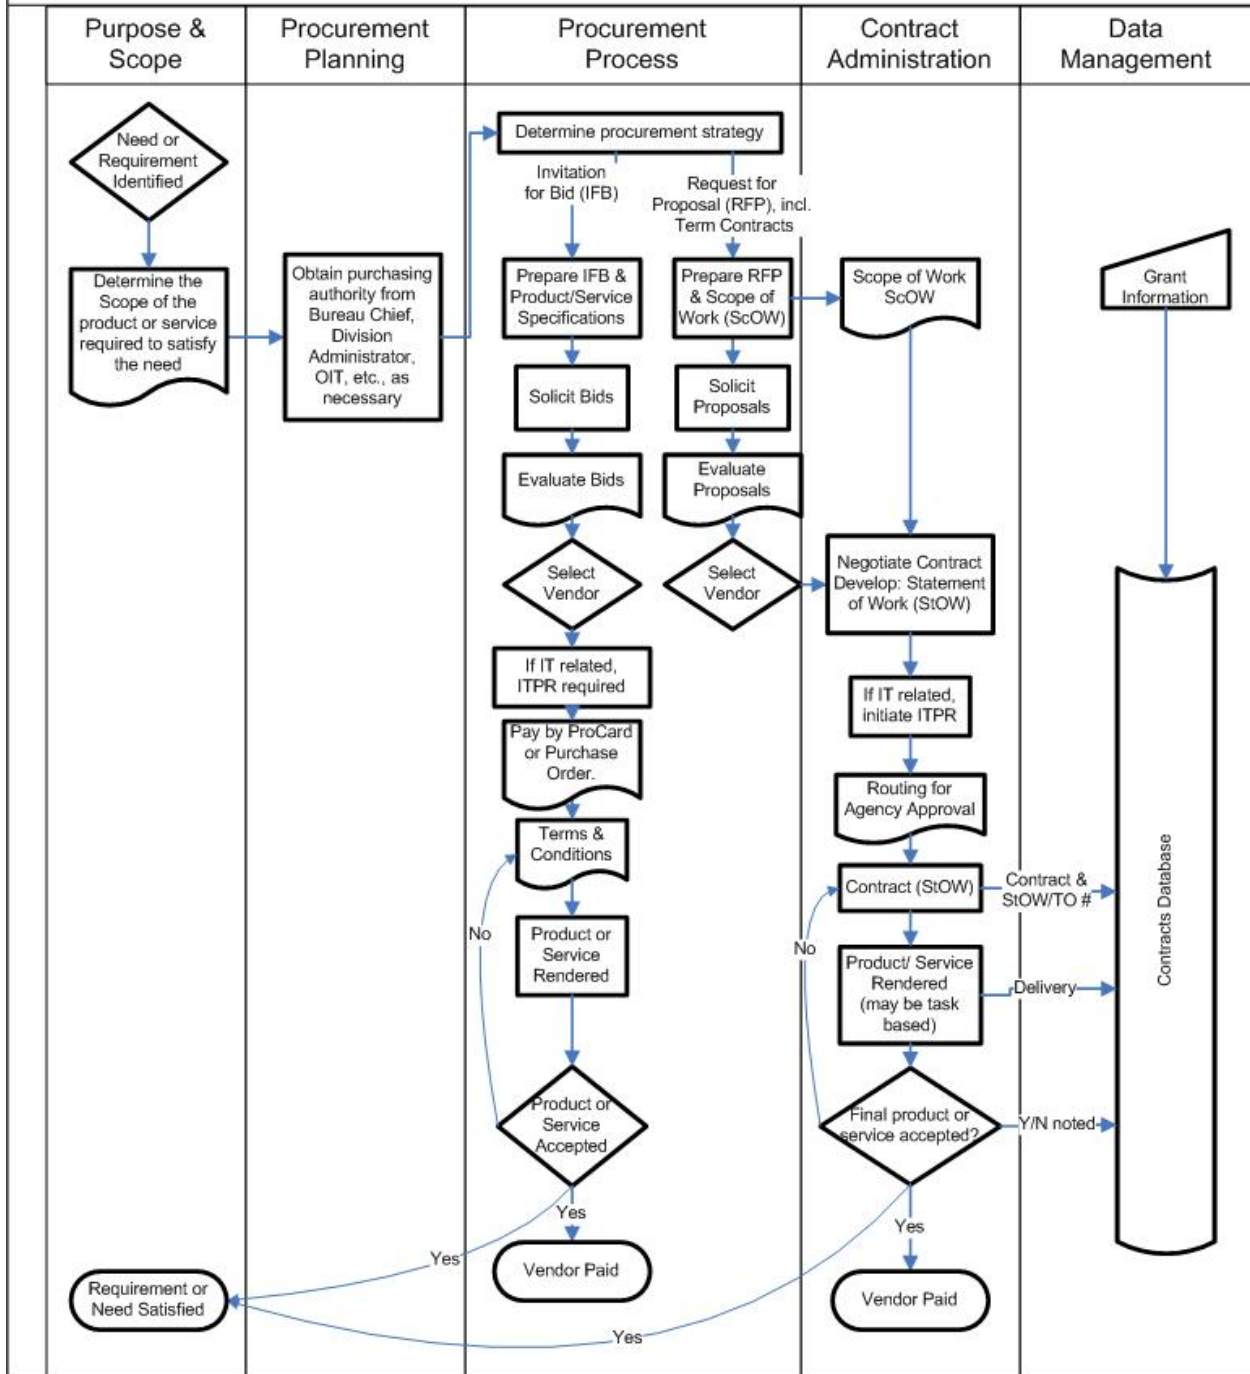 Purpose &
Scope
Procurement
Planning
Procurement
Process
Contract
Administration
Data
Management
Need or
Requirement
Identified
Determine the
Scope of the
product or service
required to satisfy
the need
Obtain purchasing
authority from
Bureau Chief,
Division
Administrator,
OIT, etc., as
necessary
Determine procurement strategy
Invitation
for Bid (IFB)
Request for
Proposal (RFP), incl.
Term Contracts
Prepare IFB &
Product/Service
Specifications
Prepare RFP
& Scope of
Work (ScOW)
Scope of Work
ScOW
Grant
Information
Solicit Bids
Solicit
Proposals
Evaluate Bids
Evaluate
Proposals
Select
Vendor
Select
Vendor
Negotiate Contract
Develop: Statement
of Work (StOW)
If IT related,
ITPR required
If IT related,
initiate ITPR
Pay by ProCard
or Purchase
Order.
Routing for
Agency Approval
Terms &
Conditions
Contract (StOW)
Contract &
StOW/TO #
Contracts Database
No
Product or
Service
Rendered
No
Product/ Service
Rendered
(may be task
based)
Delivery
Product or
Service
Accepted
Final product or
service accepted?
Y/N noted
Yes
Yes
Yes
Vendor Paid
Requirement or
Need Satisfied
Vendor Paid
Yes